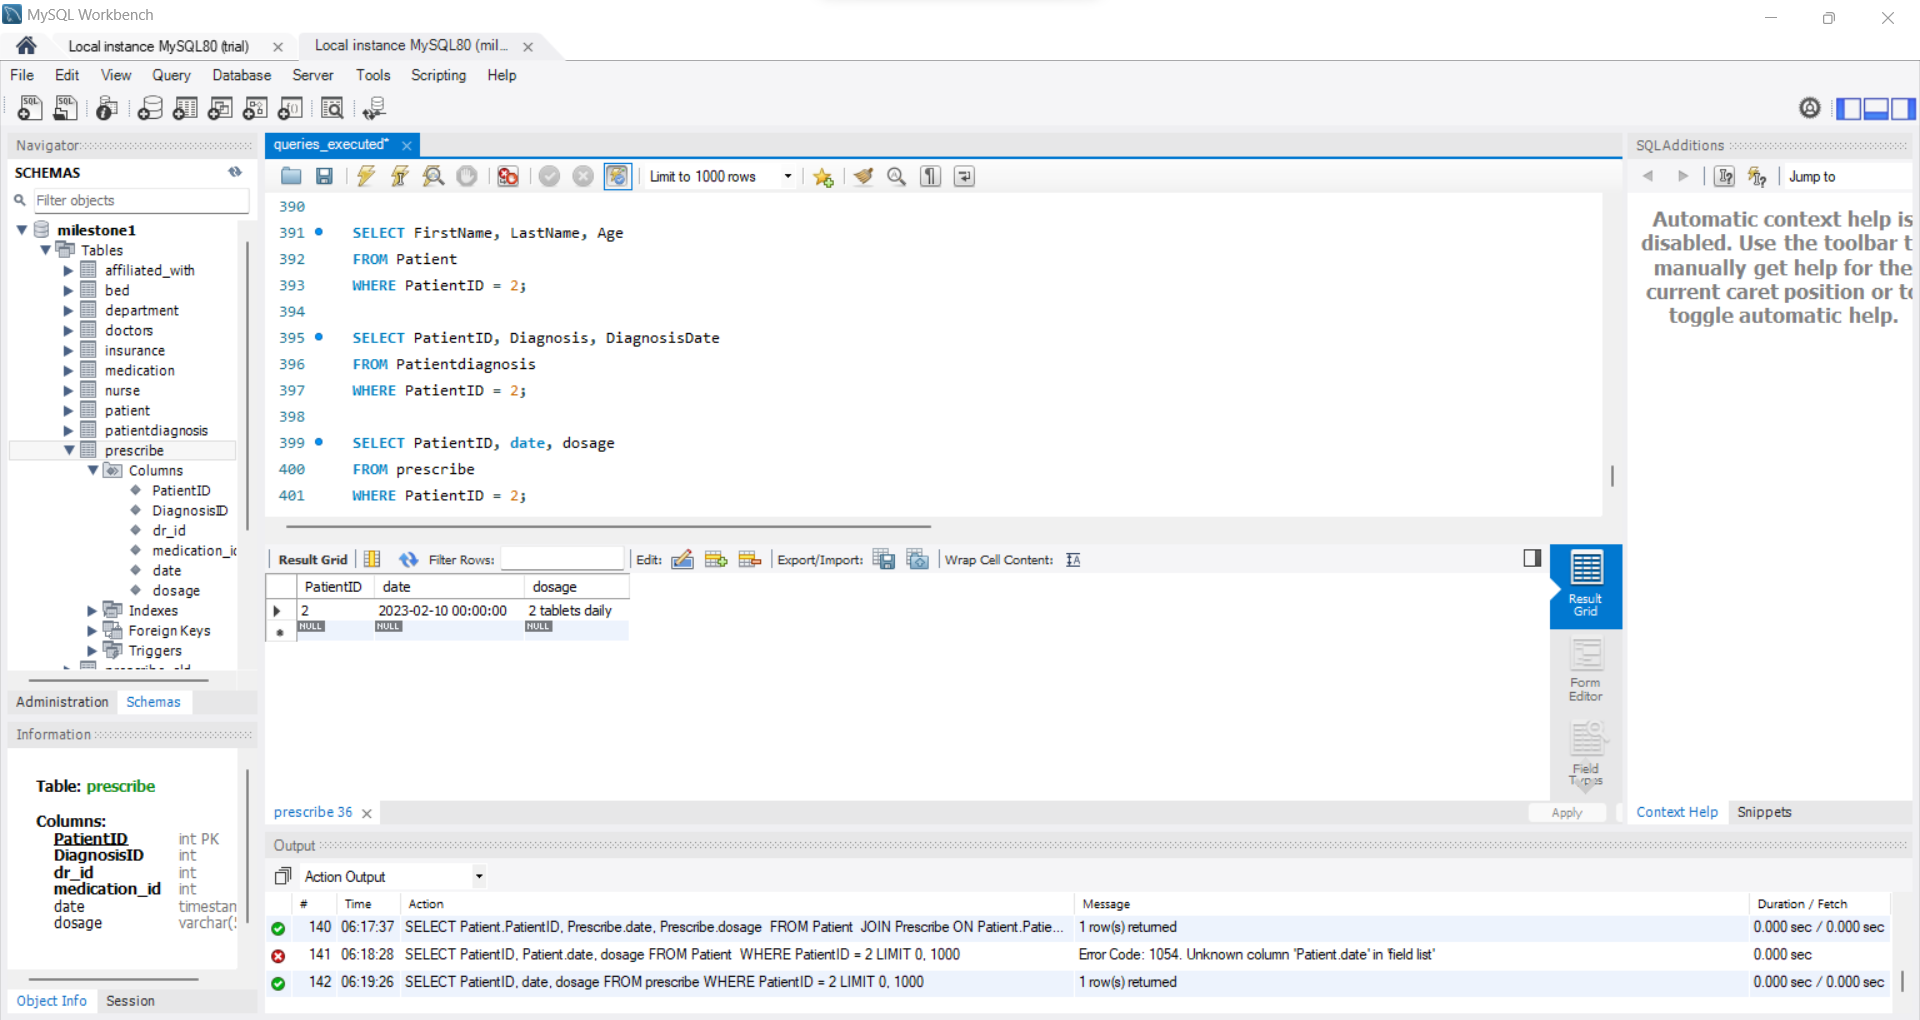 MySQL Workbench
Local instance MySQL80 (trial)
Local instance MySQL80 (mil...
File Edit View Query Database Server Tools Scripting Help
Navigator
SCHEMAS
Filter objects
milestone1
Tables
affiliated_with
bed
department
doctors
insurance
medication
nurse
patient
patientdiagnosis
prescribe
Columns
PatientID
DiagnosisID
dr_id
medication_i
date
dosage
Indexes
Foreign Keys
Triggers
Administration Schemas
Information
Table: prescribe
Columns:
PatientID int PK
DiagnosisID int
dr_id int
medication_id int
date timestan
dosage varchar(
Object Info Session
queries_executed*
Limit to 1000 rows
390
391 SELECT FirstName, LastName, Age
392 FROM Patient
393 WHERE PatientID = 2;
394
395 SELECT PatientID, Diagnosis, DiagnosisDate
396 FROM Patientdiagnosis
397 WHERE PatientID = 2;
398
399 SELECT PatientID, date, dosage
400 FROM prescribe
401 WHERE PatientID = 2;
Result Grid Filter Rows: Edit: Export/Import: Wrap Cell Content:
PatientID date dosage
2 2023-02-10 00:00:00 2 tablets daily
NULL NULL NULL
Result Grid
Form Editor
Field Types
prescribe 36
Apply
SQLAdditions
Jump to
Automatic context help is
disabled. Use the toolbar t
manually get help for the
current caret position or to
toggle automatic help.
Context Help Snippets
Output
Action Output
# Time Action Message Duration / Fetch
140 06:17:37 SELECT Patient.PatientID, Prescribe.date, Prescribe.dosage FROM Patient JOIN Prescribe ON Patient.Patie... 1 row(s) returned 0.000 sec / 0.000 sec
141 06:18:28 SELECT PatientID, Patient.date, dosage FROM Patient WHERE PatientID = 2 LIMIT 0, 1000 Error Code: 1054. Unknown column 'Patient.date' in 'field list' 0.000 sec
142 06:19:26 SELECT PatientID, date, dosage FROM prescribe WHERE PatientID = 2 LIMIT 0, 1000 1 row(s) returned 0.000 sec / 0.000 sec